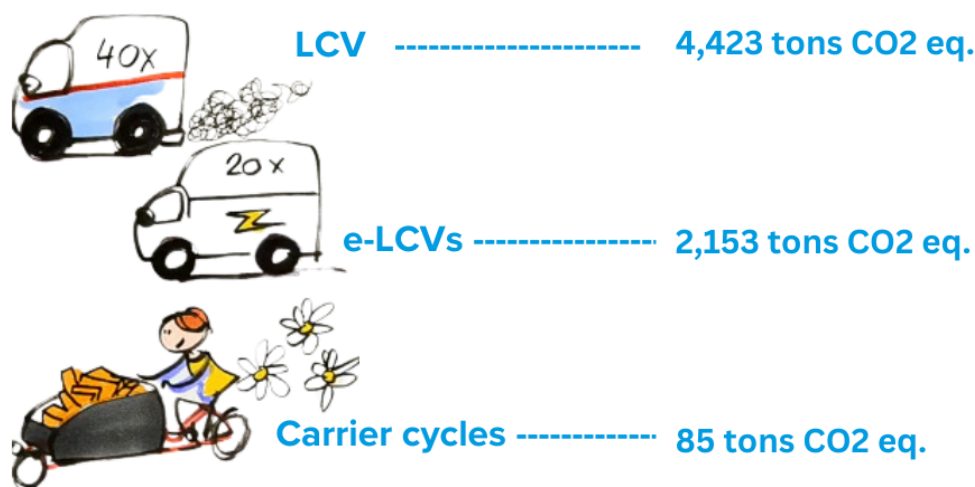 40x
LCV ---------------------- 4,423 tons CO2 eq.
20x
e-LCVs ---------------- 2,153 tons CO2 eq.
Carrier cycles ------------ 85 tons CO2 eq.